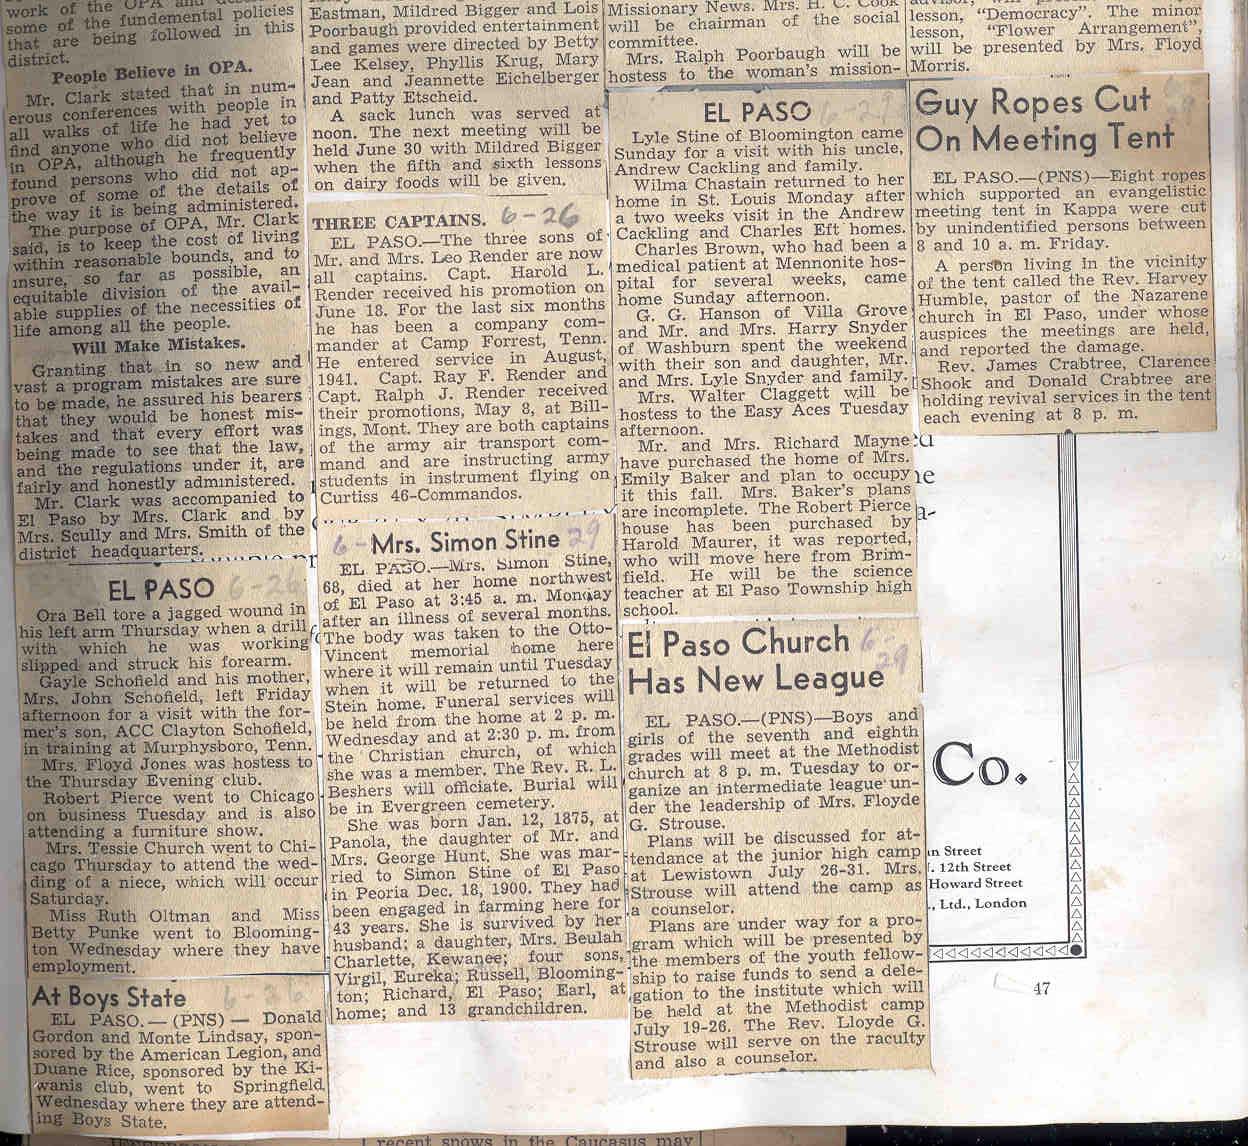 work of the OPA and
some of the fundemental policies
that are being followed in this
district.
People Believe in OPA.
Mr. Clark stated that in num-
erous conferences with people in
all walks of life he had yet to
find anyone who did not believe
in OPA, although he frequently
found persons who did not ap-
prove of some of the details of
the way it is being administered.
The purpose of OPA, Mr. Clark
said, is to keep the cost of living
within reasonable bounds, and to
insure, so far as possible, an
equitable division of the avail-
able supplies of the necessities of
life among all the people.
Will Make Mistakes.
Granting that in so new and
vast a program mistakes are sure
to be made, he assured his bearers
that they would be honest mis-
takes and that every effort was
being made to see that the law,
and the regulations under it, are
fairly and honestly administered.
Mr. Clark was accompanied to
El Paso by Mrs. Clark and by
Mrs. Scully and Mrs. Smith of the
district headquarters.
EL PASO 6-26
Ora Bell tore a jagged wound in
his left arm Thursday when a drill
with which he was working
slipped and struck his forearm.
Gayle Schofield and his mother,
Mrs. John Schofield, left Friday
afternoon for a visit with the for-
mer's son, ACC Clayton Schofield,
in training at Murphysboro, Tenn.
Mrs. Floyd Jones was hostess to
the Thursday Evening club.
Robert Pierce went to Chicago
on business Tuesday and is also
attending a furniture show.
Mrs. Tessie Church went to Chi-
cago Thursday to attend the wed-
ding of a niece, which will occur
Saturday.
Miss Ruth Oltman and Miss
Betty Punke went to Blooming-
ton Wednesday where they have
employment.
At Boys State 6-26
EL PASO.—(PNS)—Donald
Gordon and Monte Lindsay, spon-
sored by the American Legion, and
Duane Rice, sponsored by the Ki-
wanis club, went to Springfield
Wednesday where they are attend-
ing Boys State.
Eastman, Mildred Bigger and Lois
Poorbaugh provided entertainment
and games were directed by Betty
Lee Kelsey, Phyllis Krug, Mary
Jean and Jeannette Eichelberger
and Patty Etscheid.
A sack lunch was served at
noon. The next meeting will be
held June 30 with Mildred Bigger
when the fifth and sixth lessons
on dairy foods will be given.
THREE CAPTAINS. 6-26
EL PASO.—The three sons of
Mr. and Mrs. Leo Render are now
all captains. Capt. Harold L.
Render received his promotion on
June 18. For the last six months
he has been a company com-
mander at Camp Forrest, Tenn.
He entered service in August,
1941. Capt. Ray F. Render and
Capt. Ralph J. Render received
their promotions, May 8, at Bill-
ings, Mont. They are both captains
of the army air transport com-
mand and are instructing army
students in instrument flying on
Curtiss 46-Commandos.
6- Mrs. Simon Stine 29
EL PASO.—Mrs. Simon Stine,
68, died at her home northwest
of El Paso at 3:45 a. m. Monday
after an illness of several months.
The body was taken to the Otto-
Vincent memorial home here
where it will remain until Tuesday
when it will be returned to the
Stein home. Funeral services will
be held from the home at 2 p. m.
Wednesday and at 2:30 p. m. from
the Christian church, of which
she was a member. The Rev. R. L.
Beshers will officiate. Burial will
be in Evergreen cemetery.
She was born Jan. 12, 1875, at
Panola, the daughter of Mr. and
Mrs. George Hunt. She was mar-
ried to Simon Stine of El Paso
in Peoria Dec. 18, 1900. They had
been engaged in farming here for
43 years. She is survived by her
husband; a daughter, Mrs. Beulah
Charlette, Kewanee; four sons,
Virgil, Eureka; Russell, Blooming-
ton; Richard, El Paso; Earl, at
home; and 13 grandchildren.
recent snows in the Caucasus may
Missionary News. Mrs. H. C. Cook
will be chairman of the social
committee.
Mrs. Ralph Poorbaugh will be
hostess to the woman's mission-
EL PASO 6-29
Lyle Stine of Bloomington came
Sunday for a visit with his uncle,
Andrew Cackling and family.
Wilma Chastain returned to her
home in St. Louis Monday after
a two weeks visit in the Andrew
Cackling and Charles Eft homes.
Charles Brown, who had been a
medical patient at Mennonite hos-
pital for several weeks, came
home Sunday afternoon.
G. G. Hanson of Villa Grove
and Mr. and Mrs. Harry Snyder
of Washburn spent the weekend
with their son and daughter, Mr.
and Mrs. Lyle Snyder and family.
Mrs. Walter Claggett will be
hostess to the Easy Aces Tuesday
afternoon.
Mr. and Mrs. Richard Mayne
have purchased the home of Mrs.
Emily Baker and plan to occupy
it this fall. Mrs. Baker's plans
are incomplete. The Robert Pierce
house has been purchased by
Harold Maurer, it was reported,
who will move here from Brim-
field. He will be the science
teacher at El Paso Township high
school.
El Paso Church 6-
Has New League 29
EL PASO.—(PNS)—Boys and
girls of the seventh and eighth
grades will meet at the Methodist
church at 8 p. m. Tuesday to or-
ganize an intermediate league un-
der the leadership of Mrs. Floyde
G. Strouse.
Plans will be discussed for at-
tendance at the junior high camp
at Lewistown July 26-31. Mrs.
Strouse will attend the camp as
a counselor.
Plans are under way for a pro-
gram which will be presented by
the members of the youth fellow-
ship to raise funds to send a dele-
gation to the institute which will
be held at the Methodist camp
July 19-26. The Rev. Lloyde G.
Strouse will serve on the raculty
and also a counselor.
lesson, "Democracy". The minor
lesson, "Flower Arrangement",
will be presented by Mrs. Floyd
Morris.
Guy Ropes Cut
On Meeting Tent
EL PASO.—(PNS)—Eight ropes
which supported an evangelistic
meeting tent in Kappa were cut
by unidentified persons between
8 and 10 a. m. Friday.
A person living in the vicinity
of the tent called the Rev. Harvey
Humble, pastor of the Nazarene
church in El Paso, under whose
auspices the meetings are held,
and reported the damage.
Rev. James Crabtree, Clarence
Shook and Donald Crabtree are
holding revival services in the tent
each evening at 8 p. m.
Co.
Street
12th Street
Howard Street
Ltd., London
47